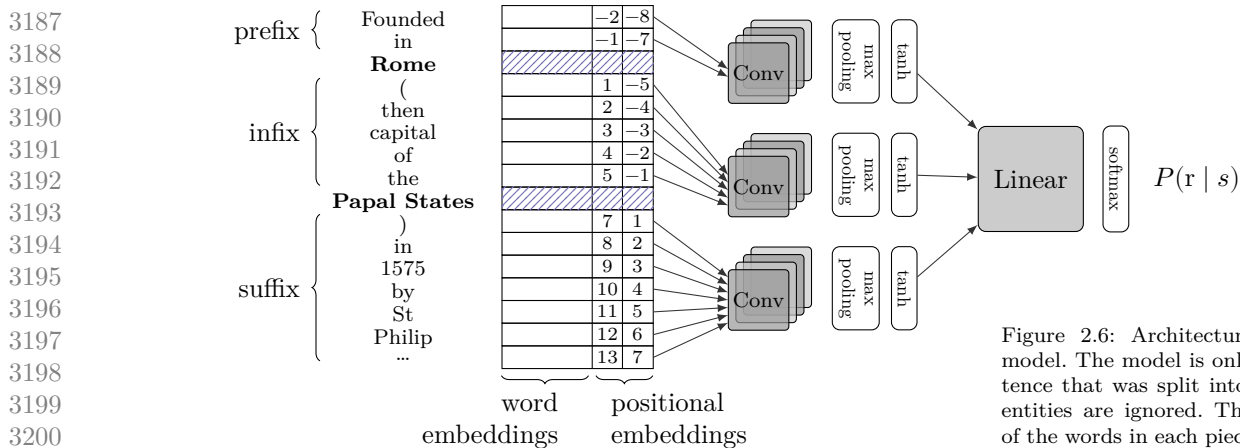 3187
3188
3189
3190
3191
3192
3193
3194
3195
3196
3197
3198
3199
3200
prefix
infix
suffix
Founded −2 −8
in −1 −7
Rome
( 1 −5
then 2 −4
capital 3 −3
of 4 −2
the 5 −1
Papal States
) 7 1
in 8 2
1575 9 3
by 10 4
St 11 5
Philip 12 6
... 13 7
word embeddings
positional embeddings
Conv
max pooling
tanh
Conv
max pooling
tanh
Conv
max pooling
tanh
Linear
softmax
P(r | s)
Figure 2.6: Architectur
model. The model is onl
tence that was split into
entities are ignored. Th
of the words in each piec